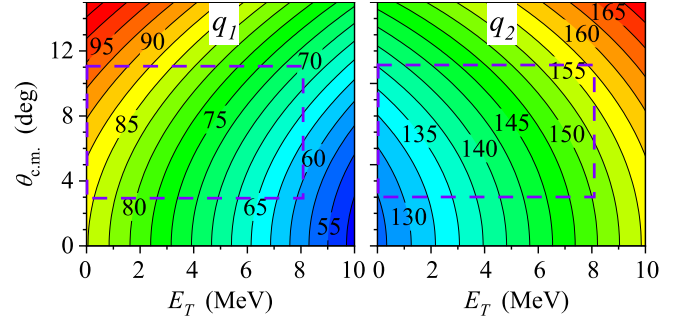 q1 q2
95 90 70 165 160
12 155
85 75 60 135 145 150
8 140
θc.m. (deg)
4 80 65 55 130
0
0 2 4 6 8 10 0 2 4 6 8 10
ET (MeV) ET (MeV)